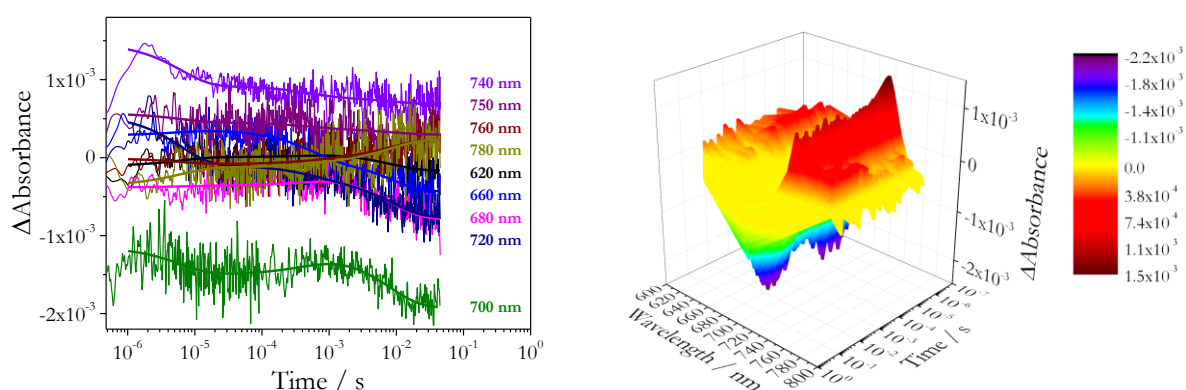 ΔAbsorbance
1x10⁻³
0
-1x10⁻³
-2x10⁻³
740 nm
750 nm
760 nm
780 nm
620 nm
660 nm
680 nm
720 nm
700 nm
10⁻⁶
10⁻⁵
10⁻⁴
10⁻³
10⁻²
10⁻¹
10⁰
Time / s
1x10⁻³
0
-1x10⁻³
-2x10⁻³
ΔAbsorbance
600
620
640
660
680
700
720
740
760
780
800
Wavelength / nm
10⁻⁷
10⁻⁶
10⁻⁵
10⁻⁴
10⁻³
10⁻²
10⁻¹
10⁰
Time / s
-2.2x10⁻³
-1.8x10⁻³
-1.4x10⁻³
-1.1x10⁻³
0.0
3.8x10⁻⁴
7.4x10⁻⁴
1.1x10⁻³
1.5x10⁻³